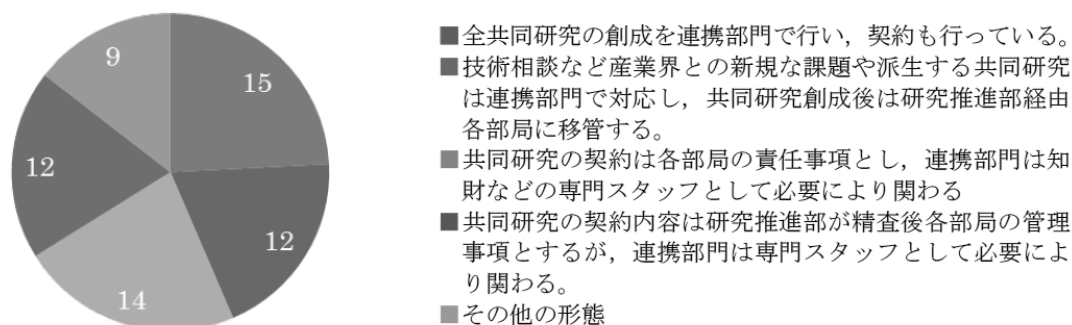 9
15
12
12
14
■全共同研究の創成を連携部門で行い，契約も行っている。
■技術相談など産業界との新規な課題や派生する共同研究
は連携部門で対応し，共同研究創成後は研究推進部経由
各部局に移管する。
■共同研究の契約は各部局の責任事項とし，連携部門は知
財などの専門スタッフとして必要により関わる
■共同研究の契約内容は研究推進部が精査後各部局の管理
事項とするが，連携部門は専門スタッフとして必要によ
り関わる。
■その他の形態